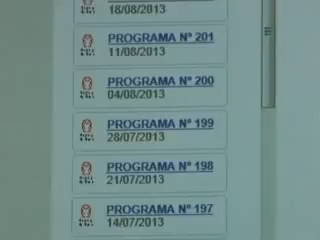 18/08/2013
PROGRAMA Nº 201
11/08/2013
PROGRAMA Nº 200
04/08/2013
PROGRAMA Nº 199
28/07/2013
PROGRAMA Nº 198
21/07/2013
PROGRAMA Nº 197
14/07/2013